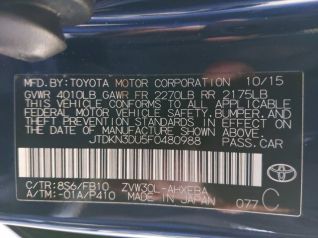 MFD.BY: TOYOTA MOTOR CORPORATION 10/15
GVWR 4010LB GAWR FR 2270LB RR 2175LB
THIS VEHICLE CONFORMS TO ALL APPLICABLE
FEDERAL MOTOR VEHICLE SAFETY, BUMPER, AND
THEFT PREVENTION STANDARDS IN EFFECT ON
THE DATE OF MANUFACTURE SHOWN ABOVE.
JTDKN3DU5F0480988 PASS.CAR
C/TR: 8S6/FB10 ZVW30L-AHXEBA
A/TM: -01A/P410 MADE IN JAPAN 077 C
TOYOTA